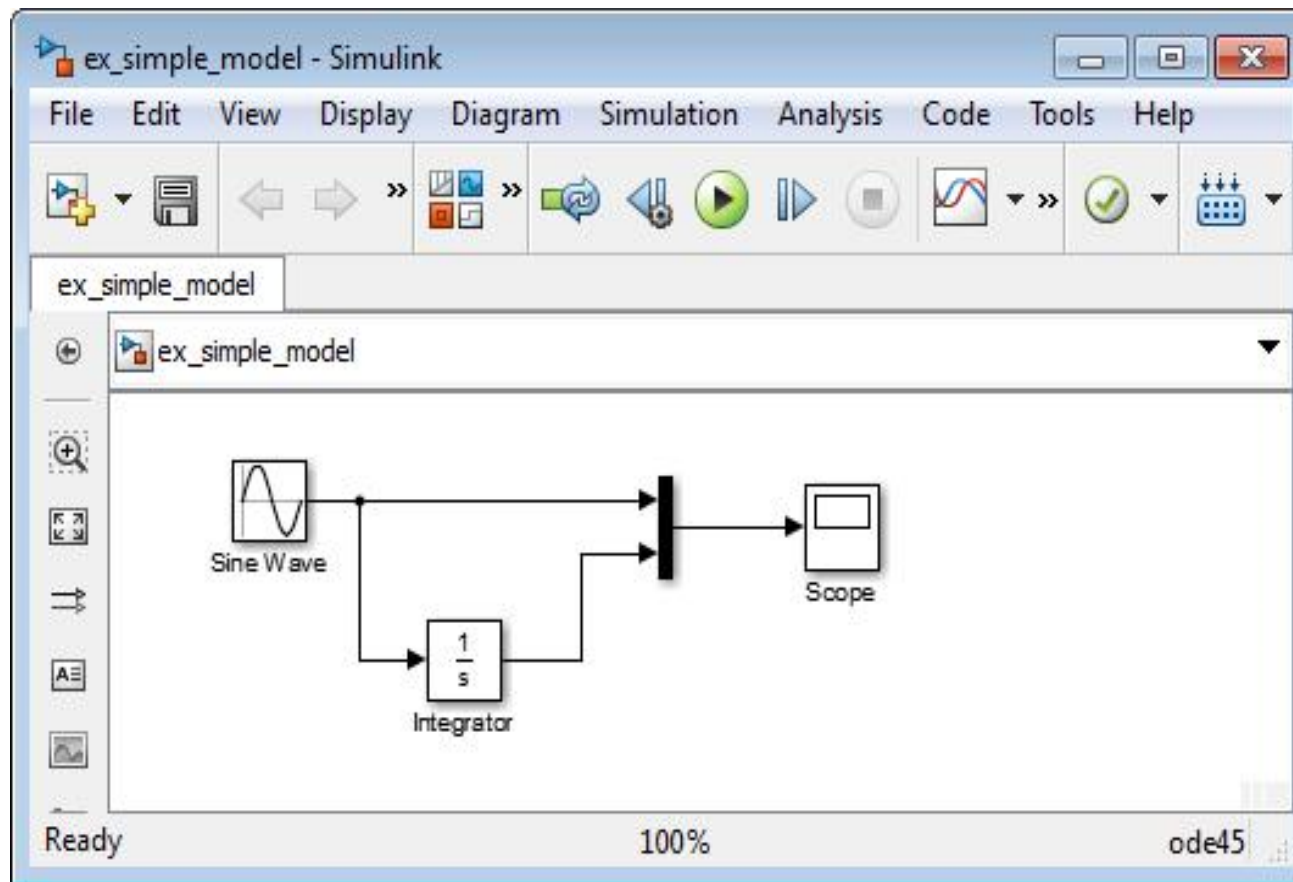 ex_simple_model - Simulink
File Edit View Display Diagram Simulation Analysis Code Tools Help
ex_simple_model
ex_simple_model
Sine Wave
Scope
1
s
Integrator
Ready 100% ode45